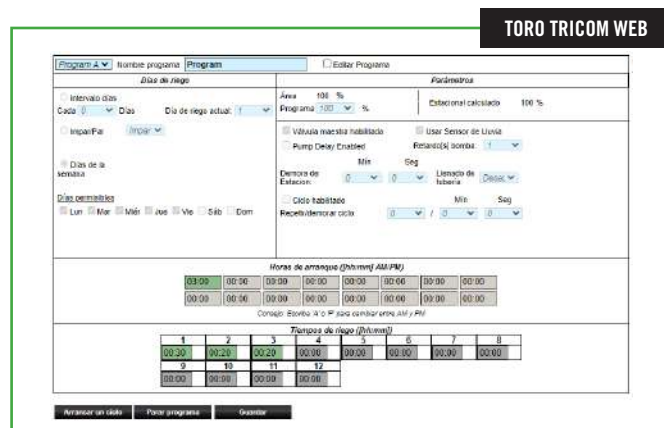 TORO TRICOM WEB
Program A Nombre programa Program Editar Programa
Días de riego Parámetros
Intervalo días
Cada 0 Días Día de riego actual: 1
Área 100 %
Programa 100 %
Estacional calculado 100 %
Impar/Par Impar
Válvula maestra habilitada Usar Sensor de Lluvia
Pump Delay Enabled Retardo[s] bomba: 1
Días de la
semana
Mín Seg
Demora de
Estación: 0 0
Llenado de
tubería
Días permisibles
Lun Mar Miér Jue Vie Sáb Dom
Ciclo habilitado Mín Seg
Repetir/demorar ciclo 0 / 0 0
Horas de arranque ([hh:mm] AM/PM)
03:00 00:00 00:00 00:00 00:00 00:00 00:00 00:00
00:00 00:00 00:00 00:00 00:00 00:00 00:00 00:00
Consejo: Escriba 'A' o 'P' para cambiar entre AM y PM
Tiempos de riego ([hh:mm])
1 2 3 4 5 6 7 8
00:30 00:20 00:20 00:00 00:00 00:00 00:00 00:00
9 10 11 12
00:00 00:00 00:00 00:00
Arrancar un ciclo Parar programa Guardar